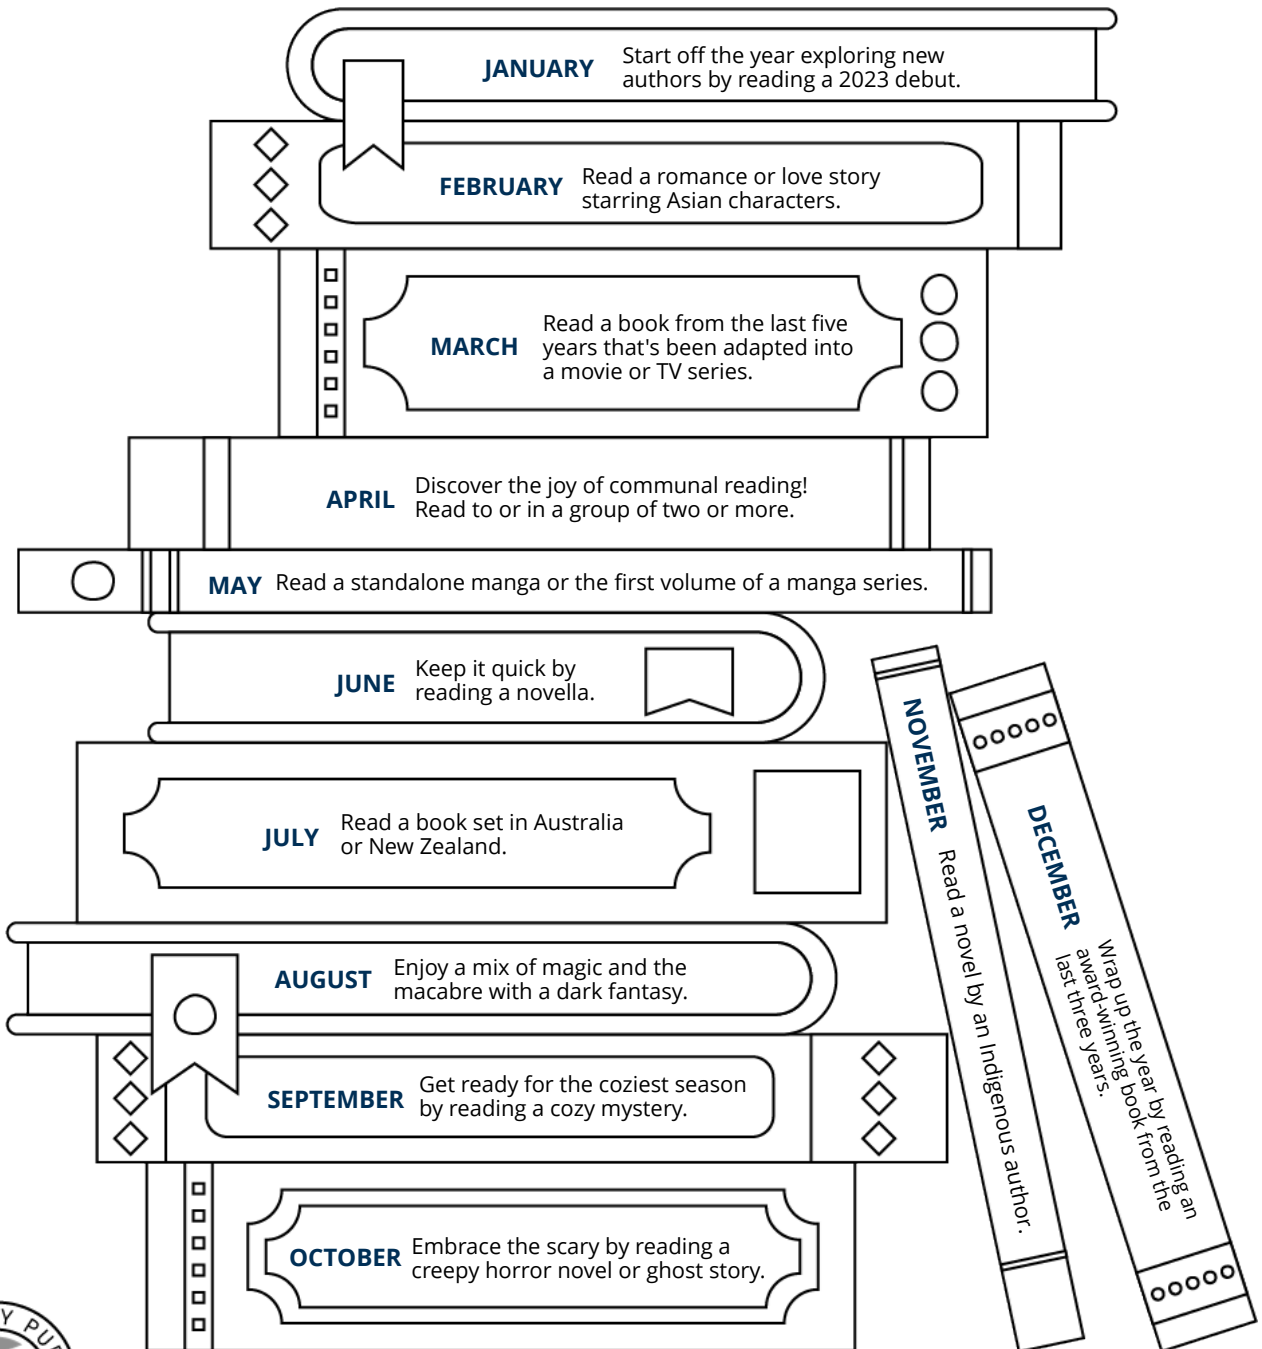 JANUARY
Start off the year exploring new
authors by reading a 2023 debut.
FEBRUARY
Read a romance or love story
starring Asian characters.
MARCH
Read a book from the last five
years that's been adapted into
a movie or TV series.
APRIL
Discover the joy of communal reading!
Read to or in a group of two or more.
MAY Read a standalone manga or the first volume of a manga series.
JUNE
Keep it quick by
reading a novella.
JULY
Read a book set in Australia
or New Zealand.
AUGUST
Enjoy a mix of magic and the
macabre with a dark fantasy.
SEPTEMBER
Get ready for the coziest season
by reading a cozy mystery.
OCTOBER
Embrace the scary by reading a
creepy horror novel or ghost story.
NOVEMBER Read a novel by an Indigenous author.
DECEMBER
Wrap up the year by reading an
award-winning book from the
last three years.